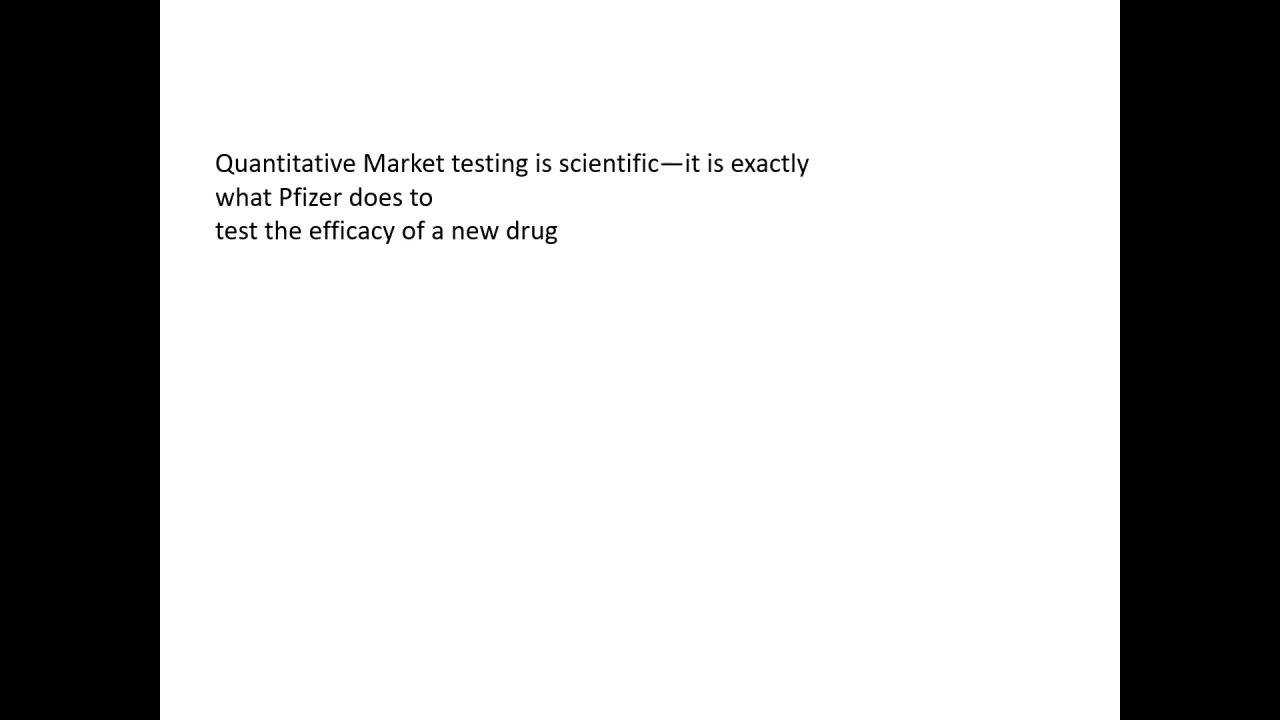 Quantitative Market testing is scientific—it is exactly
what Pfizer does to
test the efficacy of a new drug